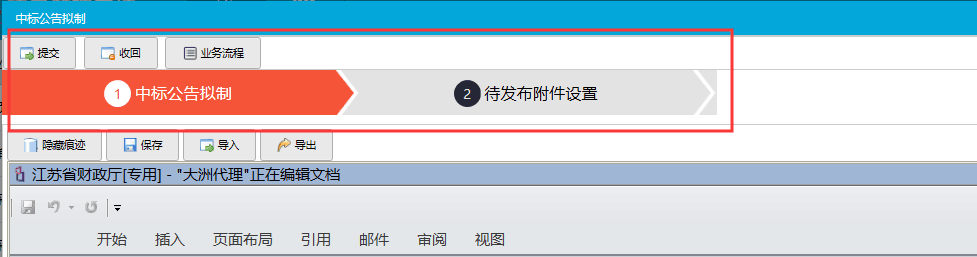 中标公告拟制
提交 收回 业务流程
1 中标公告拟制 2 待发布附件设置
隐藏痕迹 保存 导入 导出
江苏省财政厅[专用] - "大洲代理"正在编辑文档
开始 插入 页面布局 引用 邮件 审阅 视图